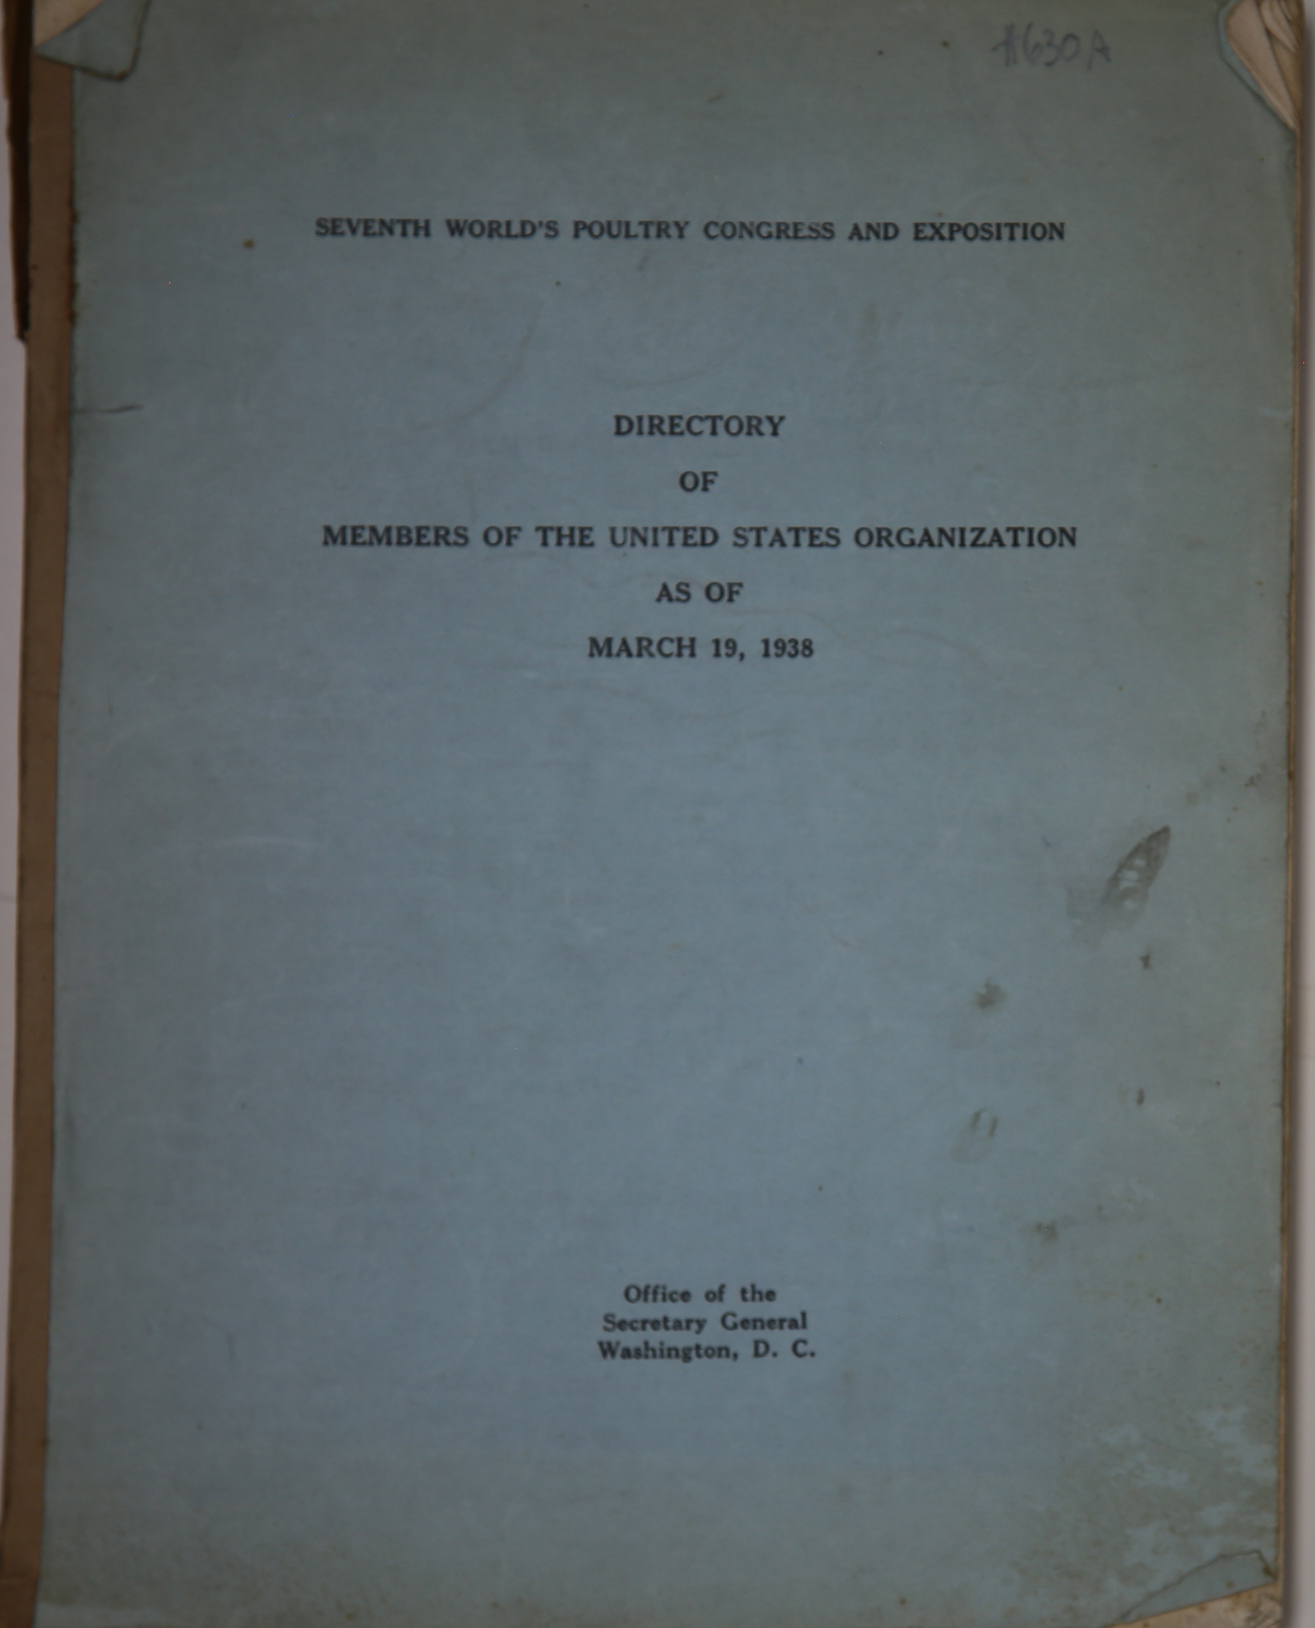 #630A
SEVENTH WORLD'S POULTRY CONGRESS AND EXPOSITION
DIRECTORY
OF
MEMBERS OF THE UNITED STATES ORGANIZATION
AS OF
MARCH 19, 1938
Office of the
Secretary General
Washington, D. C.